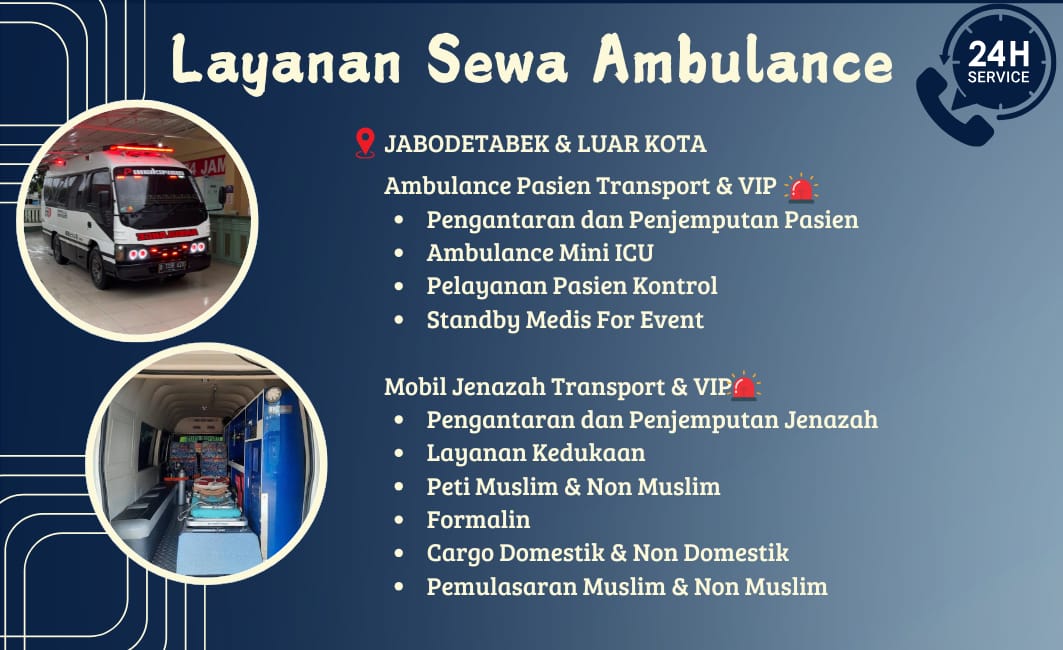 Layanan Sewa Ambulance
24H
SERVICE
JABODETABEK & LUAR KOTA
Ambulance Pasien Transport & VIP
• Pengantaran dan Penjemputan Pasien
• Ambulance Mini ICU
• Pelayanan Pasien Kontrol
• Standby Medis For Event
Mobil Jenazah Transport & VIP
• Pengantaran dan Penjemputan Jenazah
• Layanan Kedukaan
• Peti Muslim & Non Muslim
• Formalin
• Cargo Domestik & Non Domestik
• Pemulasaran Muslim & Non Muslim
JAM